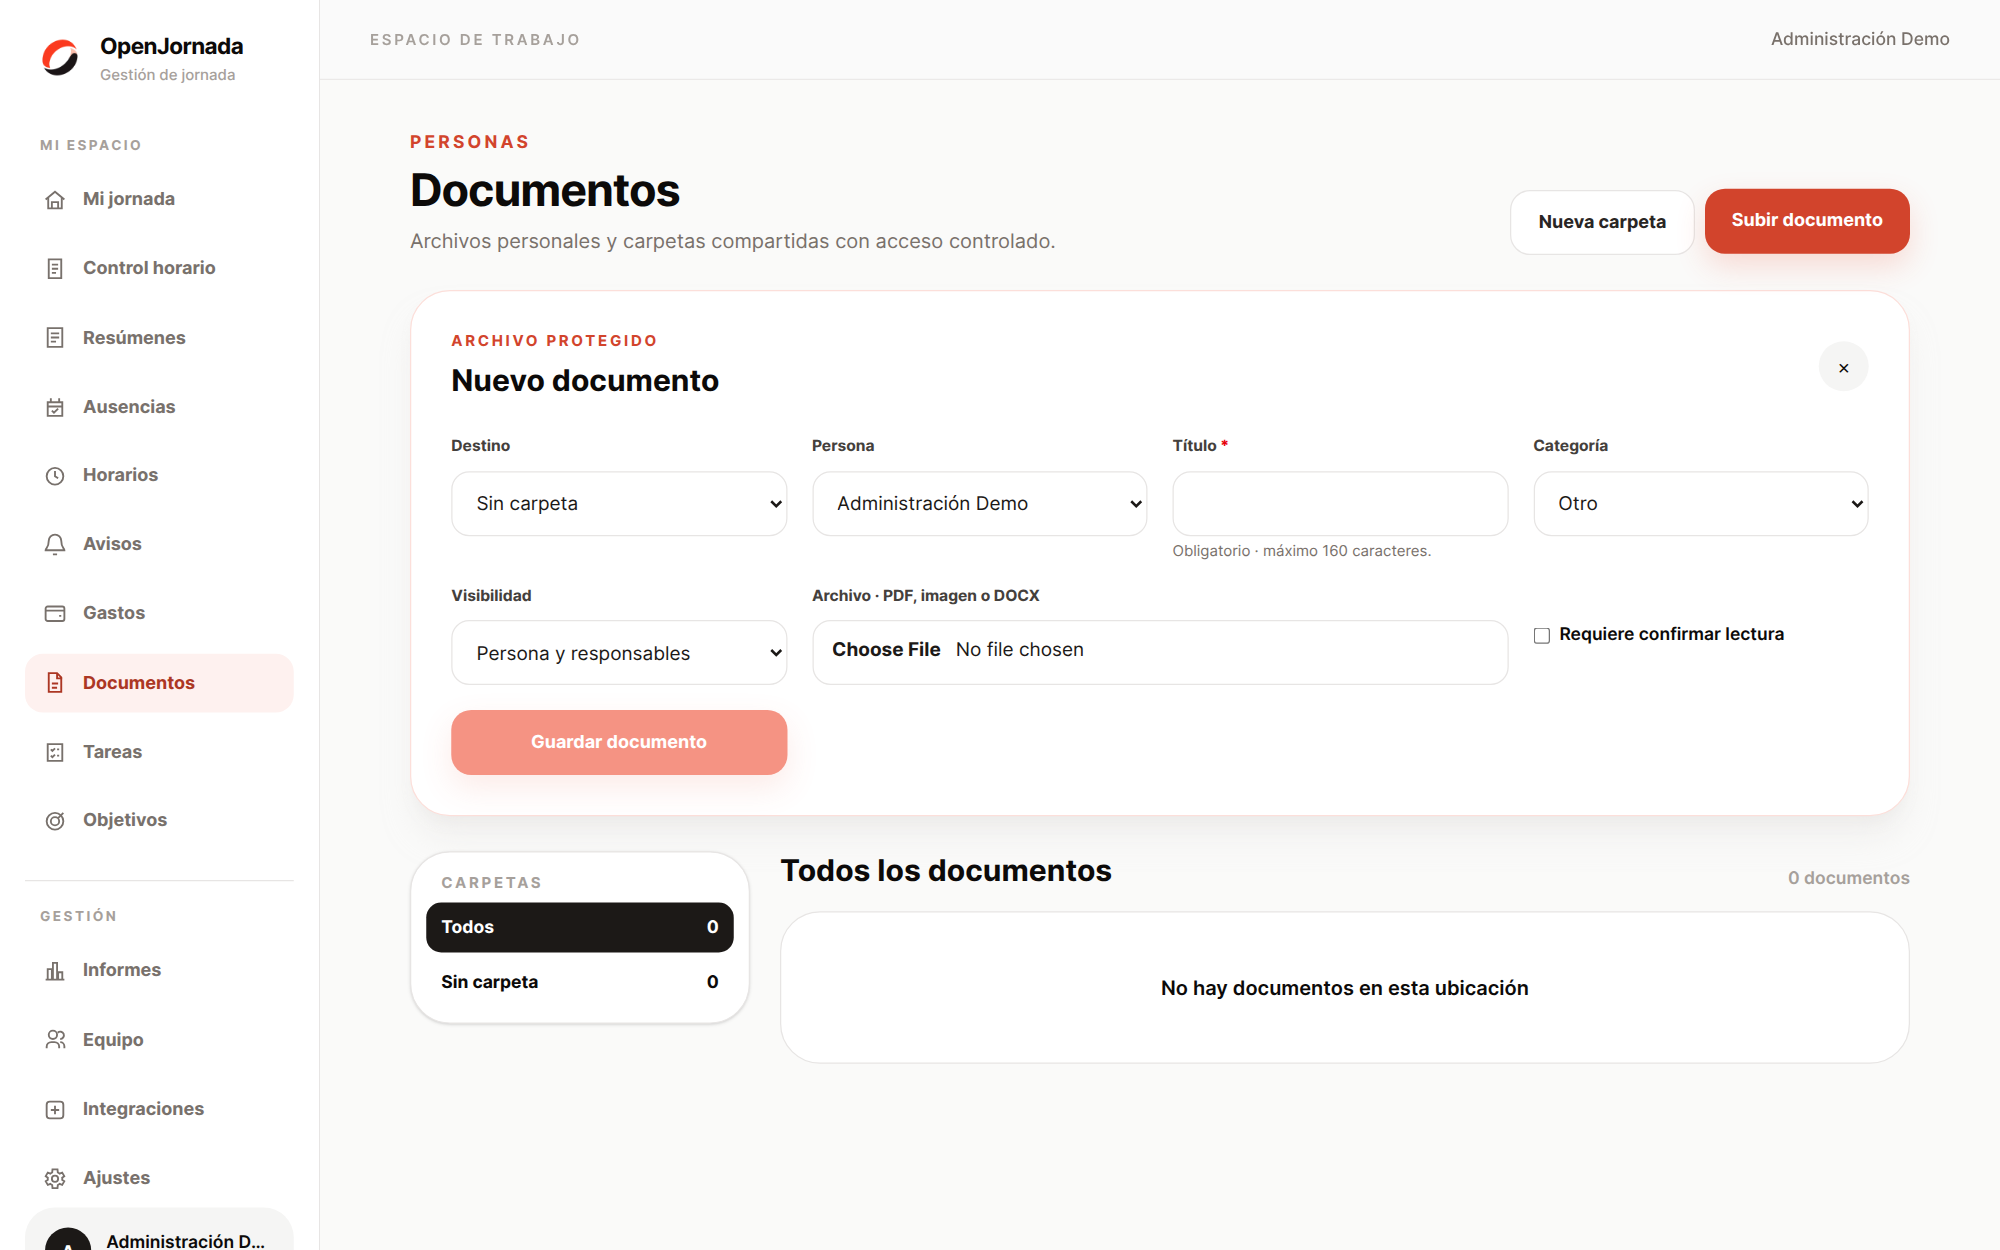 OpenJornada
Gestión de jornada
MI ESPACIO
Mi jornada
Control horario
Resúmenes
Ausencias
Horarios
Avisos
Gastos
Documentos
Tareas
Objetivos
GESTIÓN
Informes
Equipo
Integraciones
Ajustes
Administración D...
ESPACIO DE TRABAJO
Administración Demo
PERSONAS
Documentos
Archivos personales y carpetas compartidas con acceso controlado.
Nueva carpeta
Subir documento
ARCHIVO PROTEGIDO
Nuevo documento
×
Destino
Persona
Título *
Categoría
Sin carpeta
Administración Demo
Otro
Obligatorio · máximo 160 caracteres.
Visibilidad
Archivo · PDF, imagen o DOCX
Persona y responsables
Choose File No file chosen
Requiere confirmar lectura
Guardar documento
CARPETAS
Todos 0
Sin carpeta 0
Todos los documentos
0 documentos
No hay documentos en esta ubicación